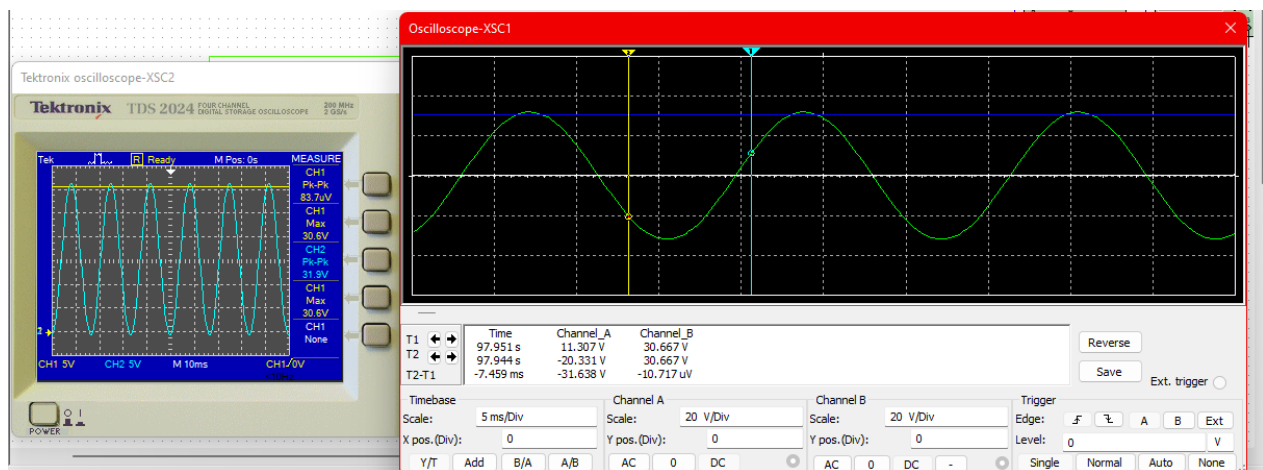 Oscilloscope-XSC1
Tektronix oscilloscope-XSC2
Tektronix TDS 2024 FOUR CHANNEL DIGITAL STORAGE OSCILLOSCOPE 200 MHz 2 GS/s
Tek R Ready M Pos: 0s MEASURE
CH1
Pk-Pk
83.7uV
CH1
Max
30.6V
CH2
Pk-Pk
31.9V
CH1
Max
30.6V
CH1
None
CH1 5V CH2 5V M 10ms CH1/0V
POWER
2 1
Time Channel_A Channel_B
T1 97.951 s 11.307 V 30.667 V
T2 97.944 s -20.331 V 30.667 V
T2-T1 -7.459 ms -31.638 V -10.717 uV
Reverse
Save
Ext. trigger
Timebase
Scale: 5 ms/Div
X pos.(Div): 0
Y/T Add B/A A/B
Channel A
Scale: 20 V/Div
Y pos.(Div): 0
AC 0 DC
Channel B
Scale: 20 V/Div
Y pos.(Div): 0
AC 0 DC -
Trigger
Edge: A B Ext
Level: 0 V
Single Normal Auto None